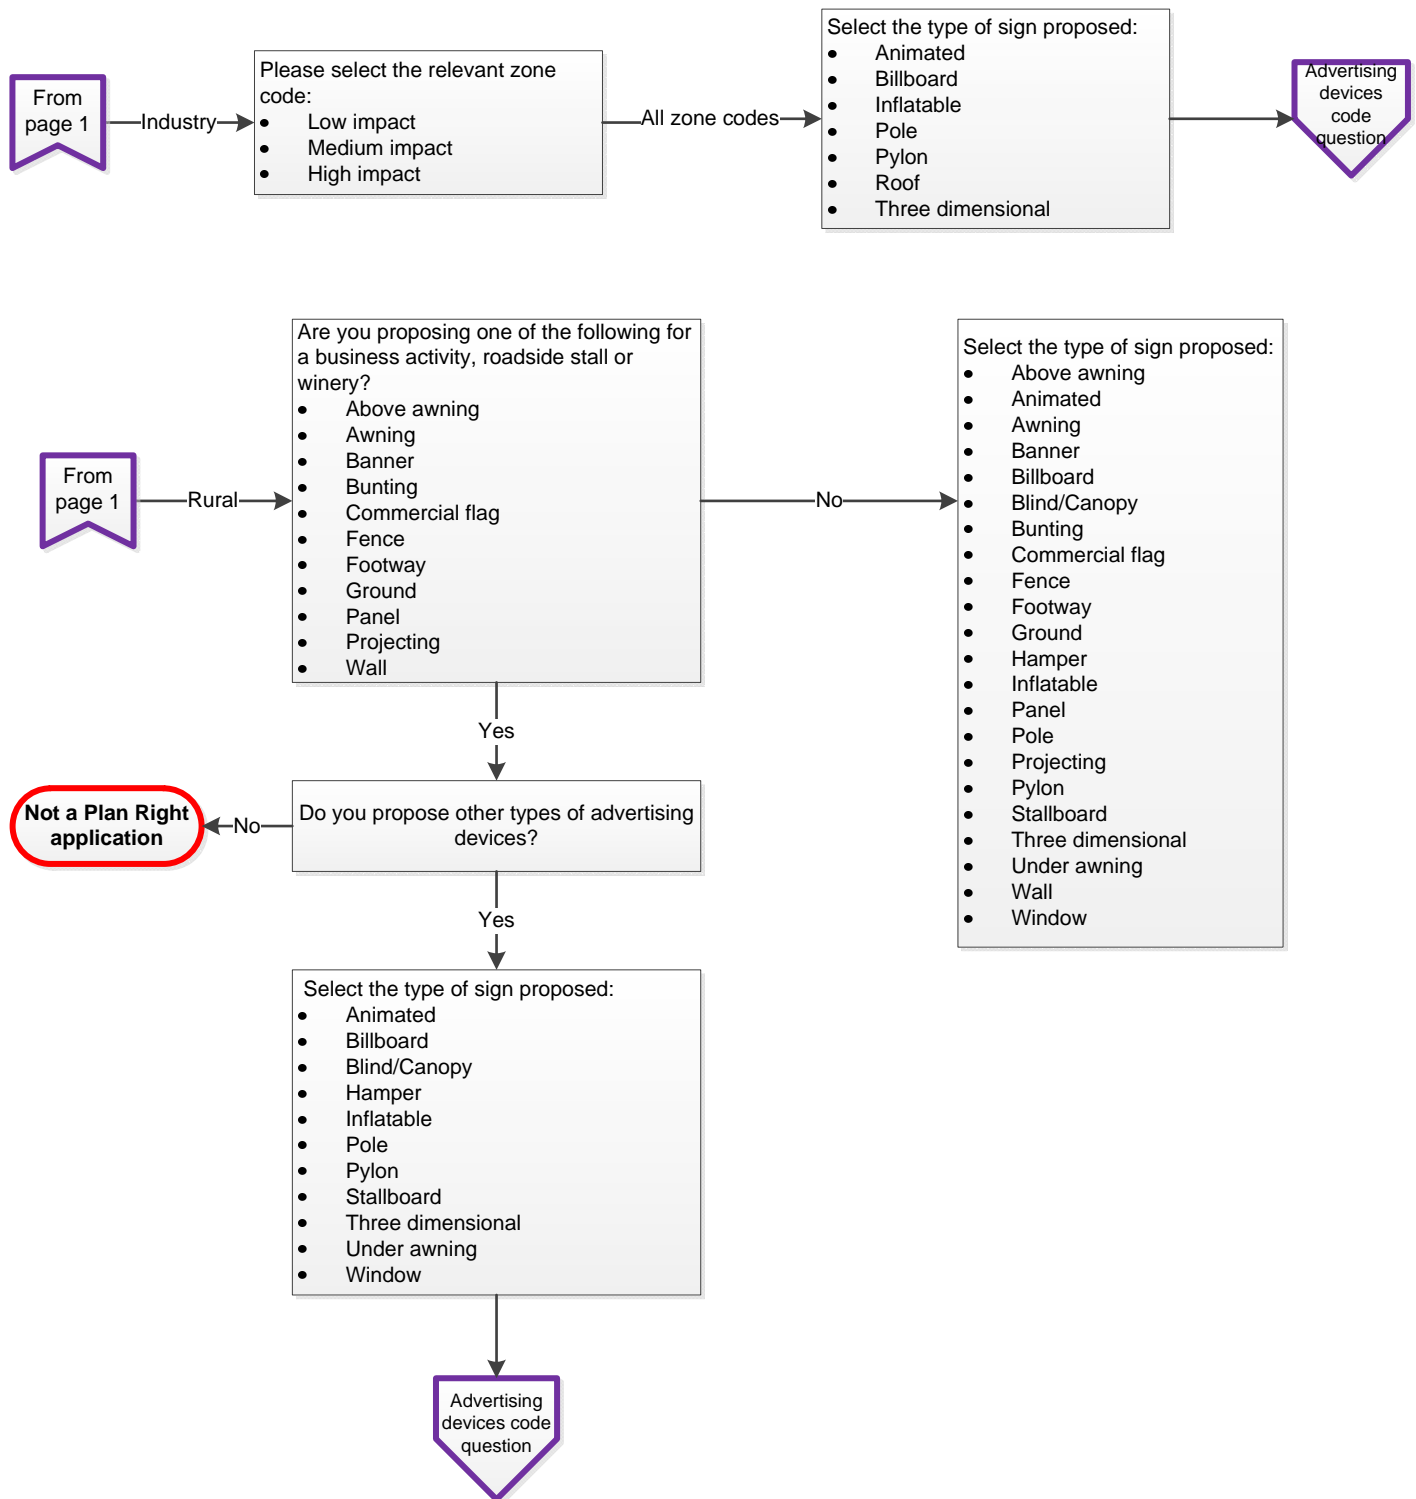 From
page 1
Industry
Please select the relevant zone
code:
• Low impact
• Medium impact
• High impact
All zone codes
Select the type of sign proposed:
• Animated
• Billboard
• Inflatable
• Pole
• Pylon
• Roof
• Three dimensional
Advertising
devices
code
question
From
page 1
Rural
Are you proposing one of the following for
a business activity, roadside stall or
winery?
• Above awning
• Awning
• Banner
• Bunting
• Commercial flag
• Fence
• Footway
• Ground
• Panel
• Projecting
• Wall
No
Select the type of sign proposed:
• Above awning
• Animated
• Awning
• Banner
• Billboard
• Blind/Canopy
• Bunting
• Commercial flag
• Fence
• Footway
• Ground
• Hamper
• Inflatable
• Panel
• Pole
• Projecting
• Pylon
• Stallboard
• Three dimensional
• Under awning
• Wall
• Window
Yes
Do you propose other types of advertising
devices?
No
Not a Plan Right
application
Yes
Select the type of sign proposed:
• Animated
• Billboard
• Blind/Canopy
• Hamper
• Inflatable
• Pole
• Pylon
• Stallboard
• Three dimensional
• Under awning
• Window
Advertising
devices code
question